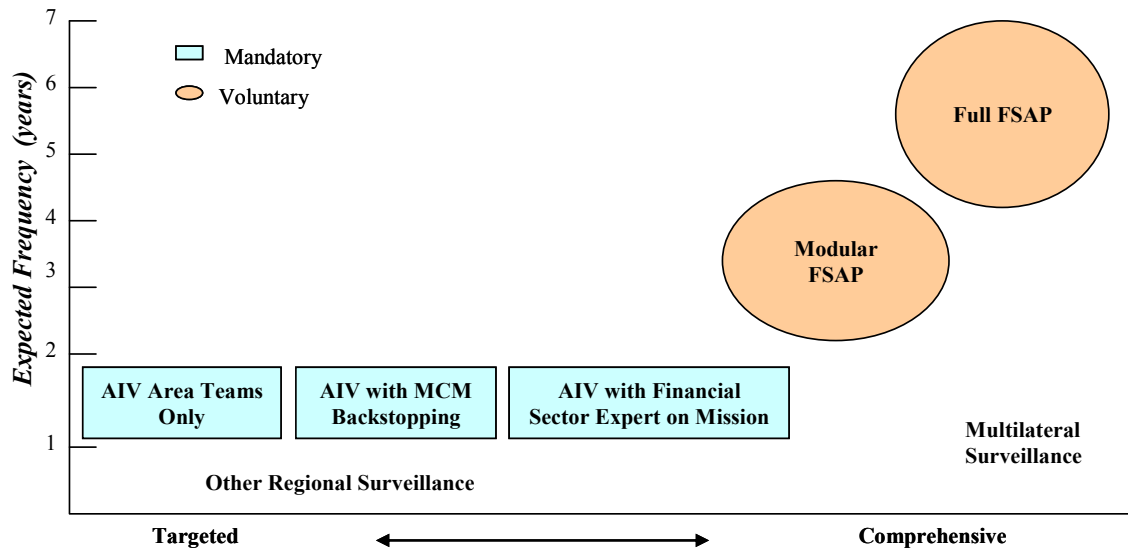 7
Mandatory
6
Voluntary
Full FSAP
5
4
Modular
FSAP
3
2
Expected Frequency (years)
AIV Area Teams
Only
AIV with MCM
Backstopping
AIV with Financial
Sector Expert on Mission
1
Multilateral
Surveillance
Other Regional Surveillance
Targeted
Comprehensive